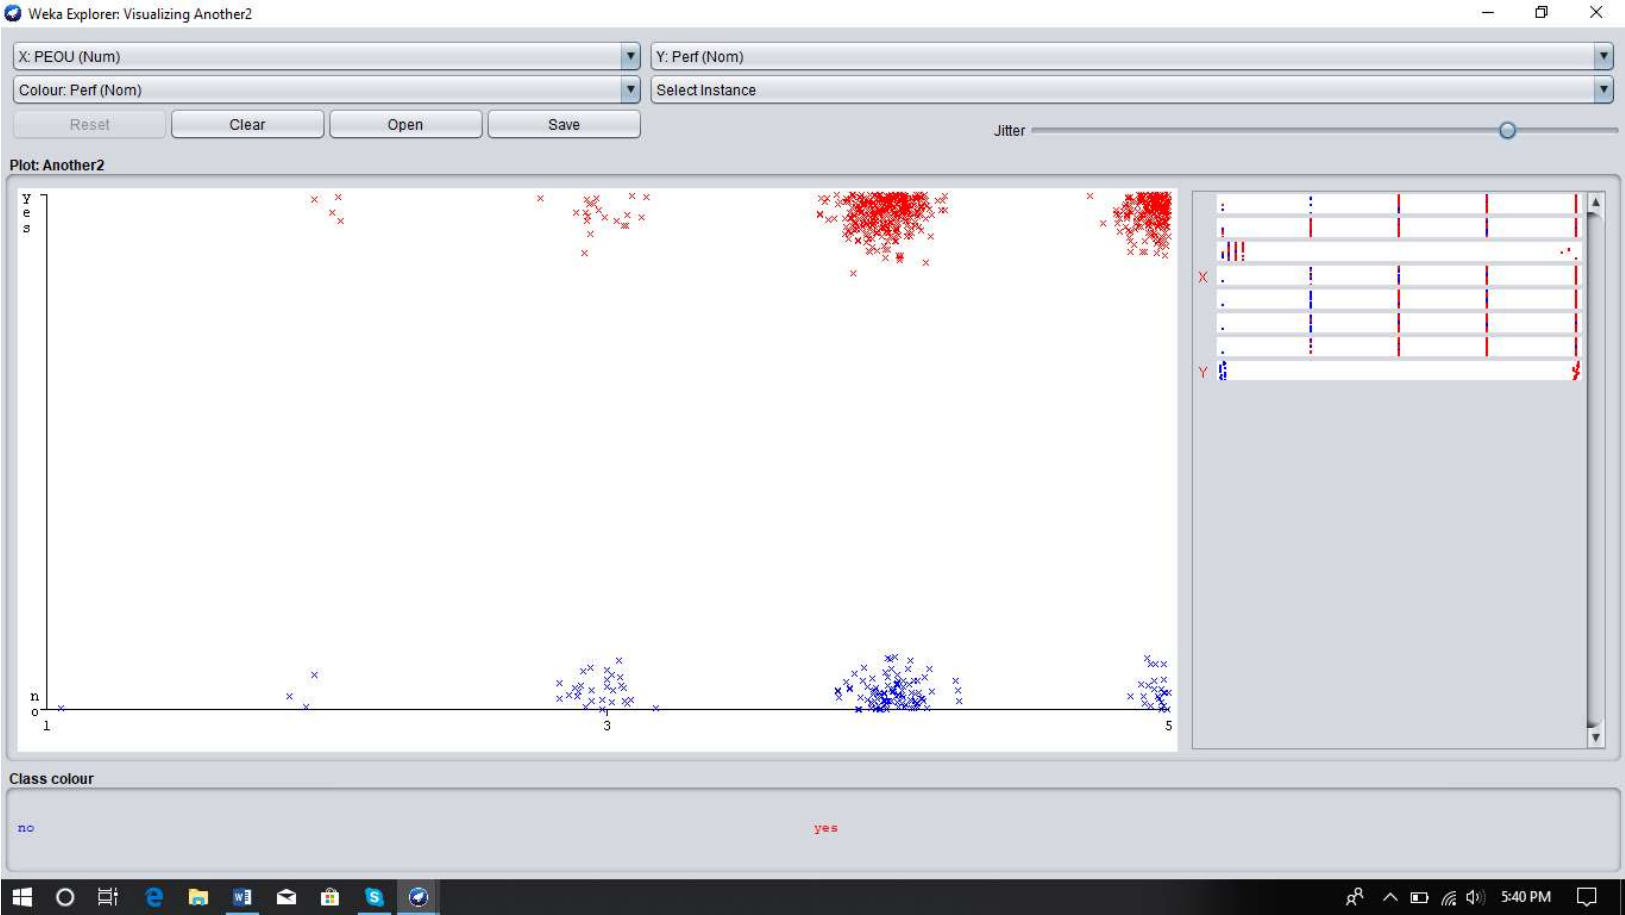 Weka Explorer: Visualizing Another2
X: PEOU (Num)
Y: Perf (Nom)
Colour: Perf (Nom)
Select Instance
Reset
Clear
Open
Save
Jitter
Plot: Another2
yes
no
1
3
5
X
Y
Class colour
no
yes
5:40 PM